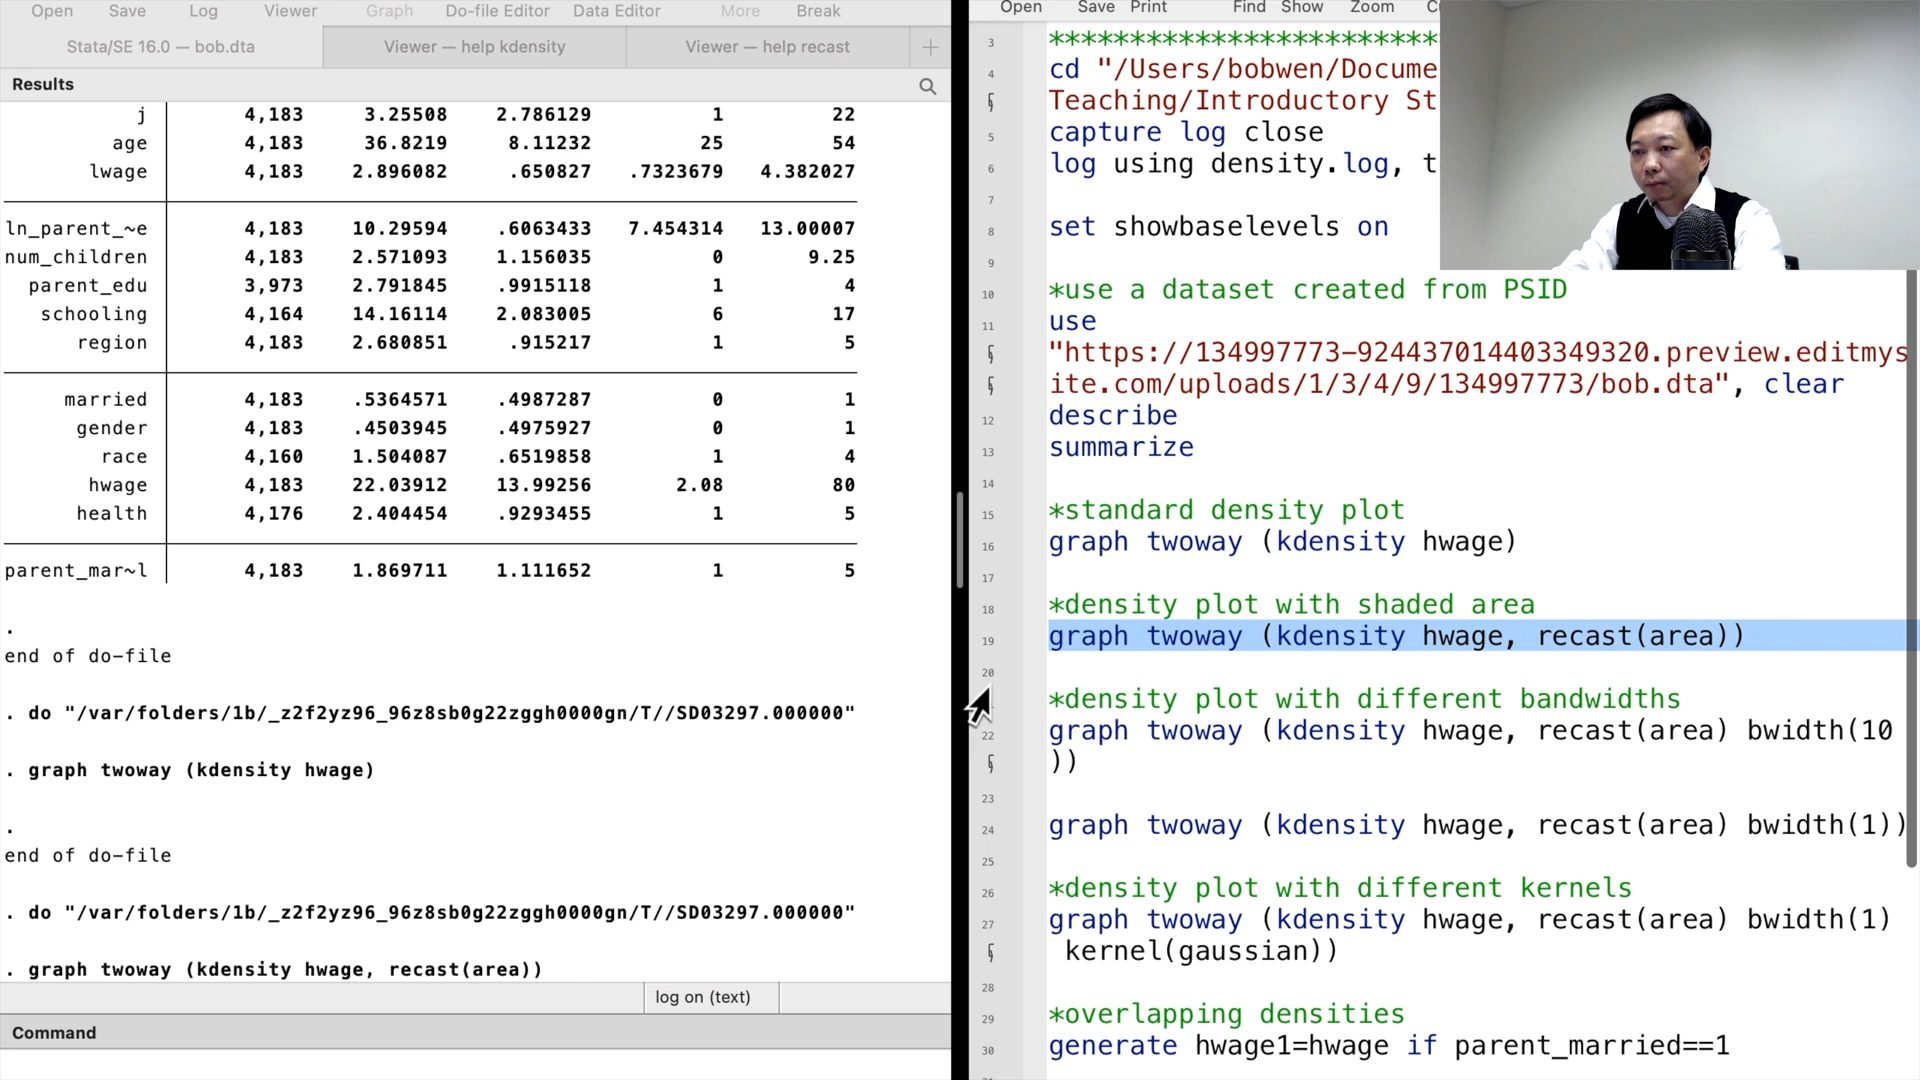 Open Save Log Viewer Graph Do-file Editor Data Editor More Break
Stata/SE 16.0 — bob.dta Viewer — help kdensity Viewer — help recast +
Results
j 4,183 3.25508 2.786129 1 22
age 4,183 36.8219 8.11232 25 54
lwage 4,183 2.896082 .650827 .7323679 4.382027
ln_parent_~e 4,183 10.29594 .6063433 7.454314 13.00007
num_children 4,183 2.571093 1.156035 0 9.25
parent_edu 3,973 2.791845 .9915118 1 4
schooling 4,164 14.16114 2.083005 6 17
region 4,183 2.680851 .915217 1 5
married 4,183 .5364571 .4987287 0 1
gender 4,183 .4503945 .4975927 0 1
race 4,160 1.504087 .6519858 1 4
hwage 4,183 22.03912 13.99256 2.08 80
health 4,176 2.404454 .9293455 1 5
parent_mar~l 4,183 1.869711 1.111652 1 5
.
end of do-file
. do "/var/folders/1b/_z2f2yz96_96z8sb0g22zggh0000gn/T//SD03297.000000"
. graph twoway (kdensity hwage)
.
end of do-file
. do "/var/folders/1b/_z2f2yz96_96z8sb0g22zggh0000gn/T//SD03297.000000"
. graph twoway (kdensity hwage, recast(area))
log on (text)
Command
Open Save Print Find Show Zoom
3 ************************
4 cd "/Users/bobwen/Docume
Teaching/Introductory St
5 capture log close
6 log using density.log, t
7
8 set showbaselevels on
9
10 *use a dataset created from PSID
11 use
"https://134997773-924437014403349320.preview.editmys
ite.com/uploads/1/3/4/9/134997773/bob.dta", clear
12 describe
13 summarize
14
15 *standard density plot
16 graph twoway (kdensity hwage)
17
18 *density plot with shaded area
19 graph twoway (kdensity hwage, recast(area))
20
*density plot with different bandwidths
22 graph twoway (kdensity hwage, recast(area) bwidth(10
))
23
24 graph twoway (kdensity hwage, recast(area) bwidth(1))
25
26 *density plot with different kernels
27 graph twoway (kdensity hwage, recast(area) bwidth(1)
kernel(gaussian))
28
29 *overlapping densities
30 generate hwage1=hwage if parent_married==1